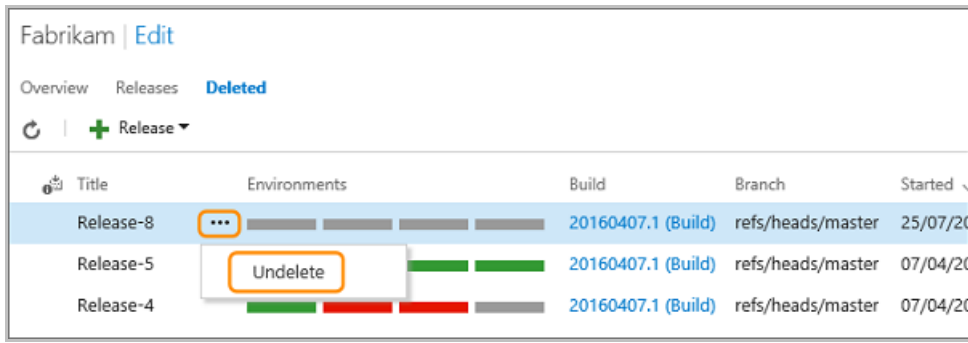 Fabrikam | Edit
Overview Releases Deleted
Release
Title Environments Build Branch Started
Release-8 ... 20160407.1 (Build) refs/heads/master 25/07/20
Undelete
Release-5 20160407.1 (Build) refs/heads/master 07/04/20
Release-4 20160407.1 (Build) refs/heads/master 07/04/20